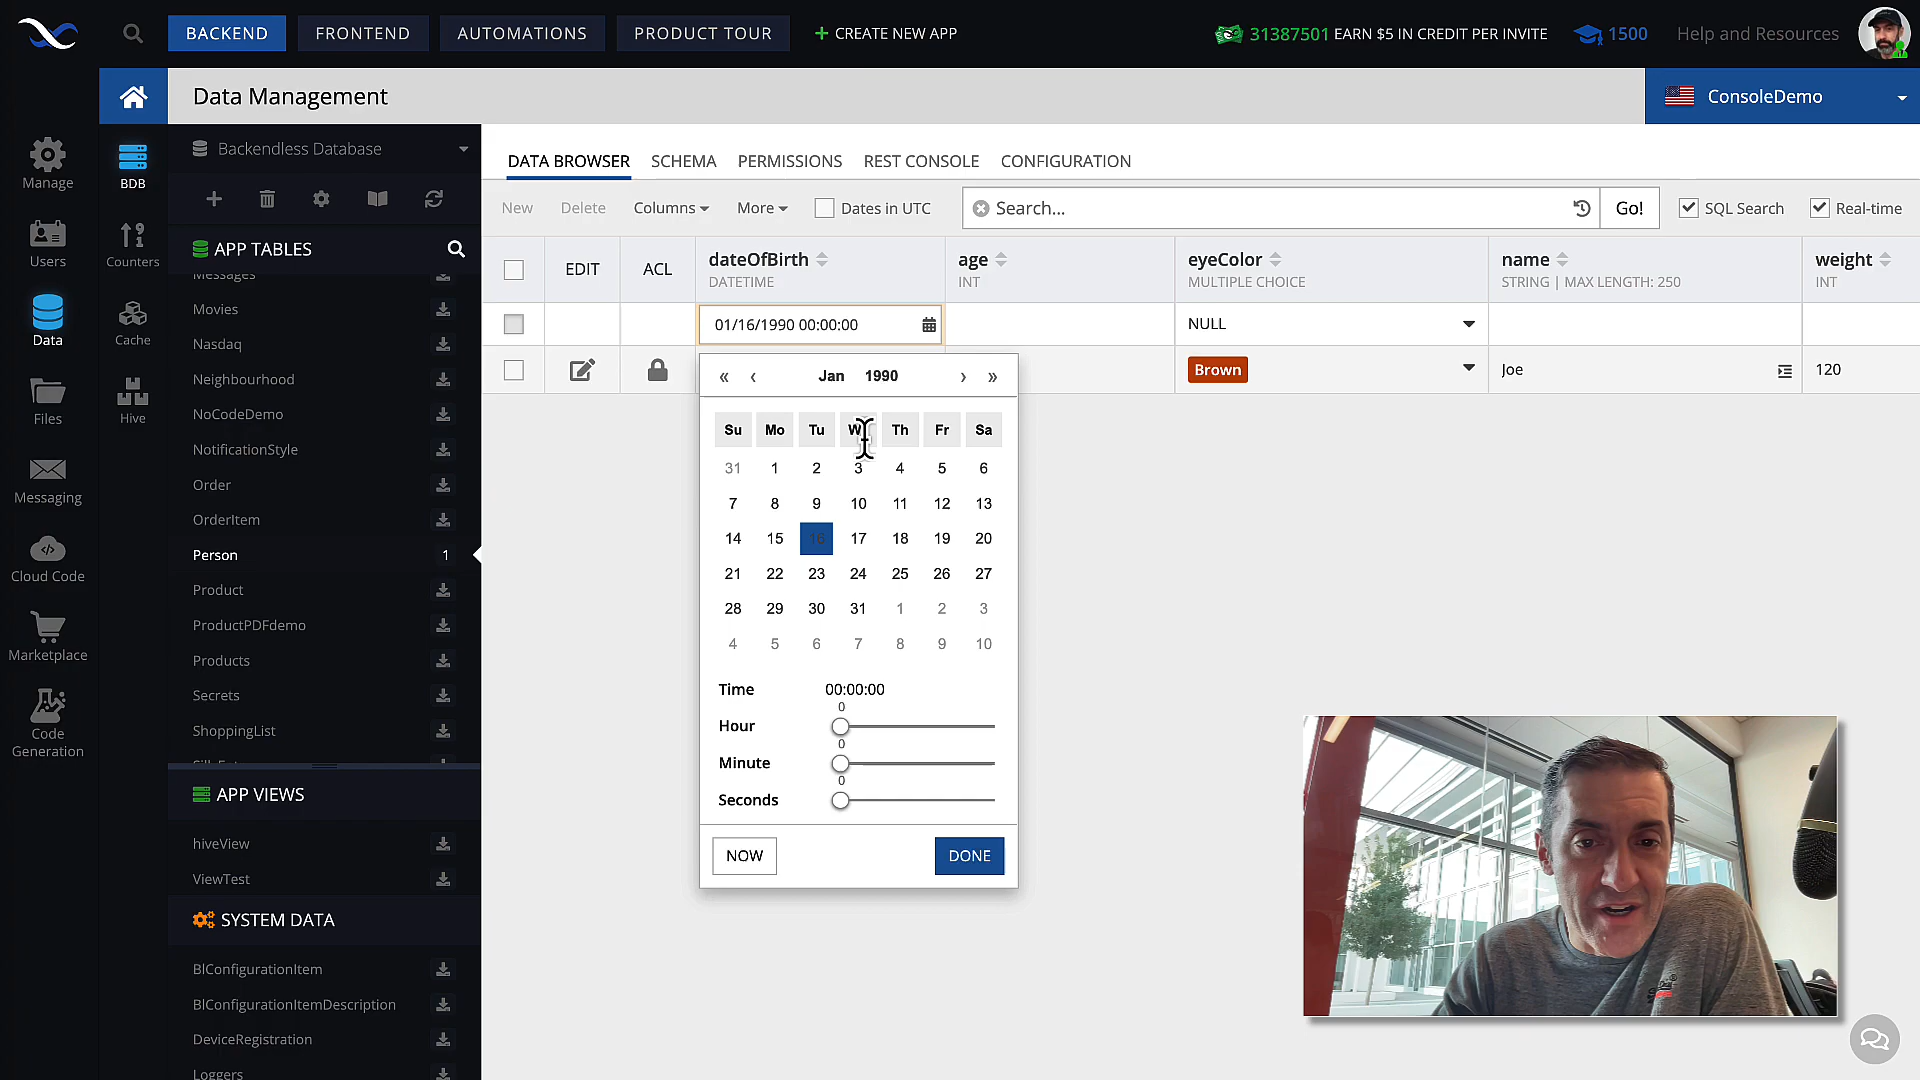 BACKEND
FRONTEND
AUTOMATIONS
PRODUCT TOUR
+ CREATE NEW APP
31387501 EARN $5 IN CREDIT PER INVITE
1500
Help and Resources
Data Management
ConsoleDemo
Manage
Users
Data
Files
Messaging
Cloud Code
Marketplace
Code
Generation
BDB
Counters
Cache
Hive
Backendless Database
APP TABLES
Messages
Movies
Nasdaq
Neighbourhood
NoCodeDemo
NotificationStyle
Order
OrderItem
Person 1
Product
ProductPDFdemo
Products
Secrets
ShoppingList
APP VIEWS
hiveView
ViewTest
SYSTEM DATA
BlConfigurationItem
BlConfigurationItemDescription
DeviceRegistration
Loggers
DATA BROWSER SCHEMA PERMISSIONS REST CONSOLE CONFIGURATION
New Delete Columns More Dates in UTC Search... Go! SQL Search Real-time
EDIT ACL dateOfBirth age eyeColor name weight
DATETIME INT MULTIPLE CHOICE STRING | MAX LENGTH: 250 INT
01/16/1990 00:00:00 NULL
Brown Joe 120
« ‹ Jan 1990 › »
Su Mo Tu W Th Fr Sa
31 1 2 3 4 5 6
7 8 9 10 11 12 13
14 15 16 17 18 19 20
21 22 23 24 25 26 27
28 29 30 31 1 2 3
4 5 6 7 8 9 10
Time 00:00:00
0
Hour
0
Minute
0
Seconds
NOW DONE